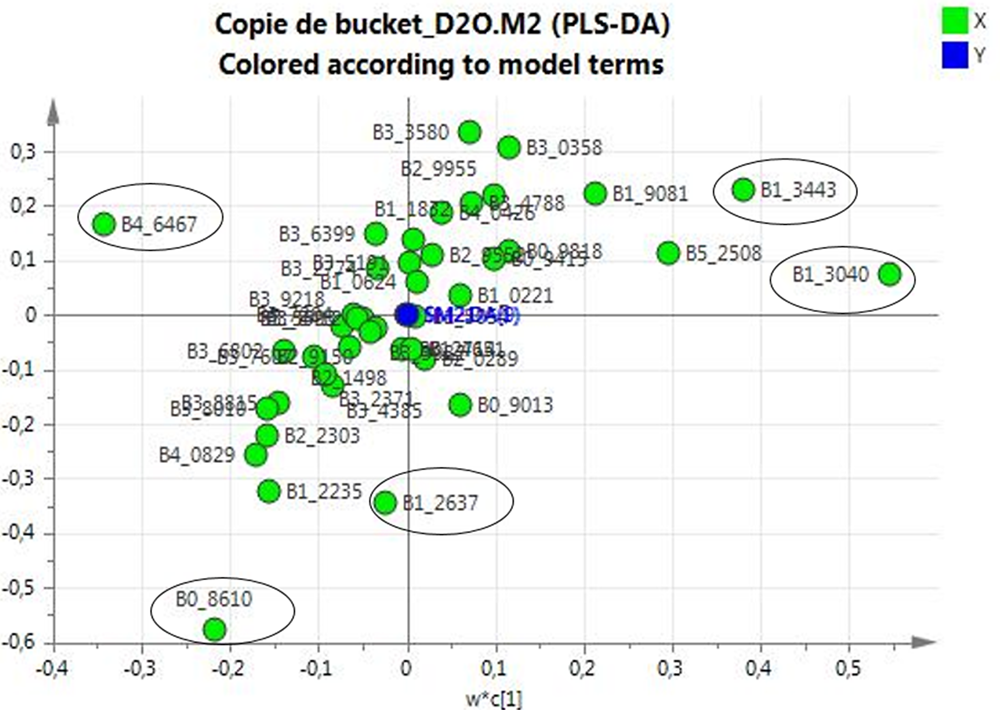 Copie de bucket_D2O.M2 (PLS-DA)
Colored according to model terms
X
Y
B3_3580
B3_0358
0,3
B2_9955
B1_3443
B1_9081
0,2
B3_4788
B1_1832
B4_0426
B4_6467
B3_6399
0,1
B0_9818
B5_2508
B0_9415
B1_3040
B1_0624
B1_0221
B3_9218
0
B3_6802
B2_9150
B2_0289
-0,1
B2_1498
B3_2371
B3_8815
B0_9013
B3_4385
-0,2
B2_2303
B4_0829
-0,3
B1_2235
B1_2637
-0,4
-0,5
B0_8610
-0,6
-0,4
-0,3
-0,2
-0,1
0
0,1
0,2
0,3
0,4
0,5
w*c[1]